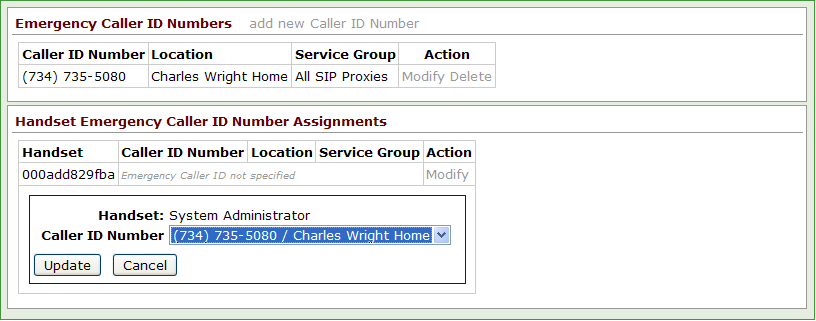 Emergency Caller ID Numbers add new Caller ID Number
Caller ID Number Location Service Group Action
(734) 735-5080 Charles Wright Home All SIP Proxies Modify Delete
Handset Emergency Caller ID Number Assignments
Handset Caller ID Number Location Service Group Action
000add829fba Emergency Caller ID not specified Modify
Handset: System Administrator
Caller ID Number (734) 735-5080 / Charles Wright Home
Update Cancel